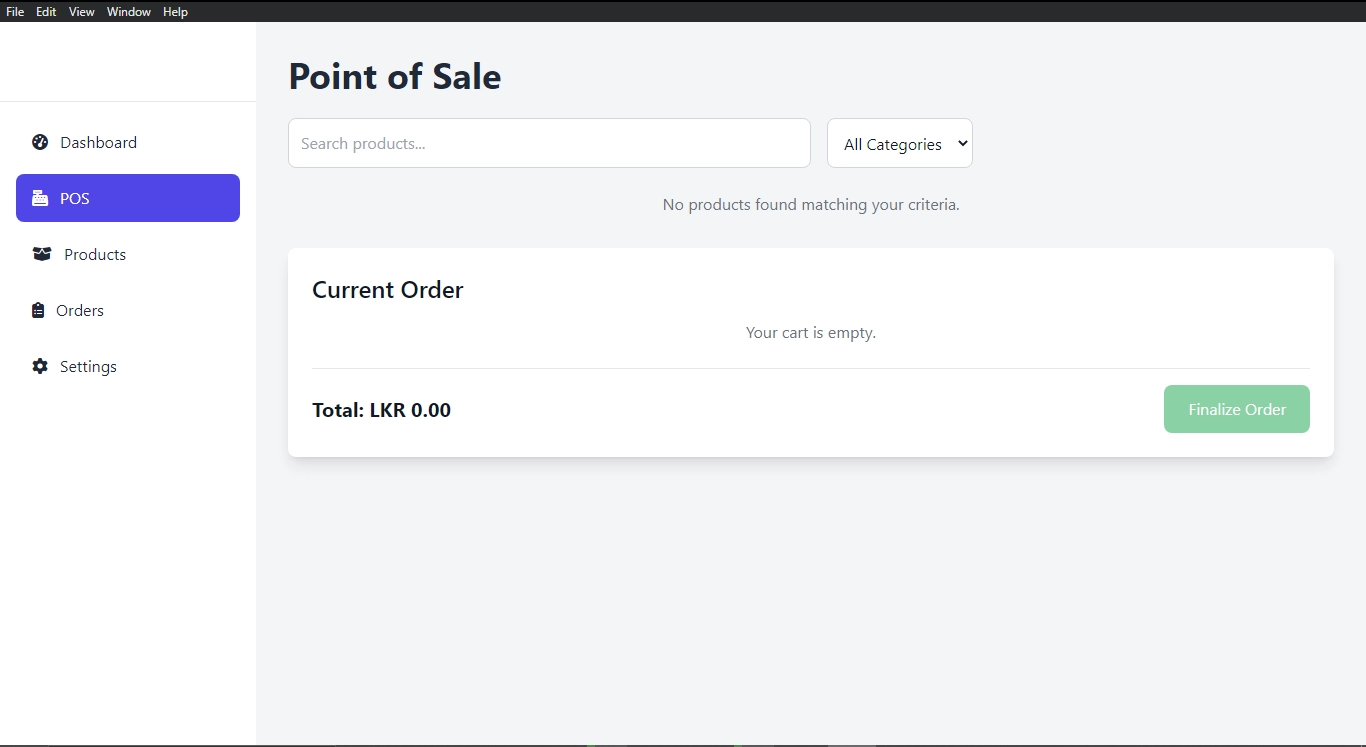 File Edit View Window Help
Point of Sale
Dashboard
POS
Products
Orders
Settings
Search products...
All Categories
No products found matching your criteria.
Current Order
Your cart is empty.
Total: LKR 0.00
Finalize Order